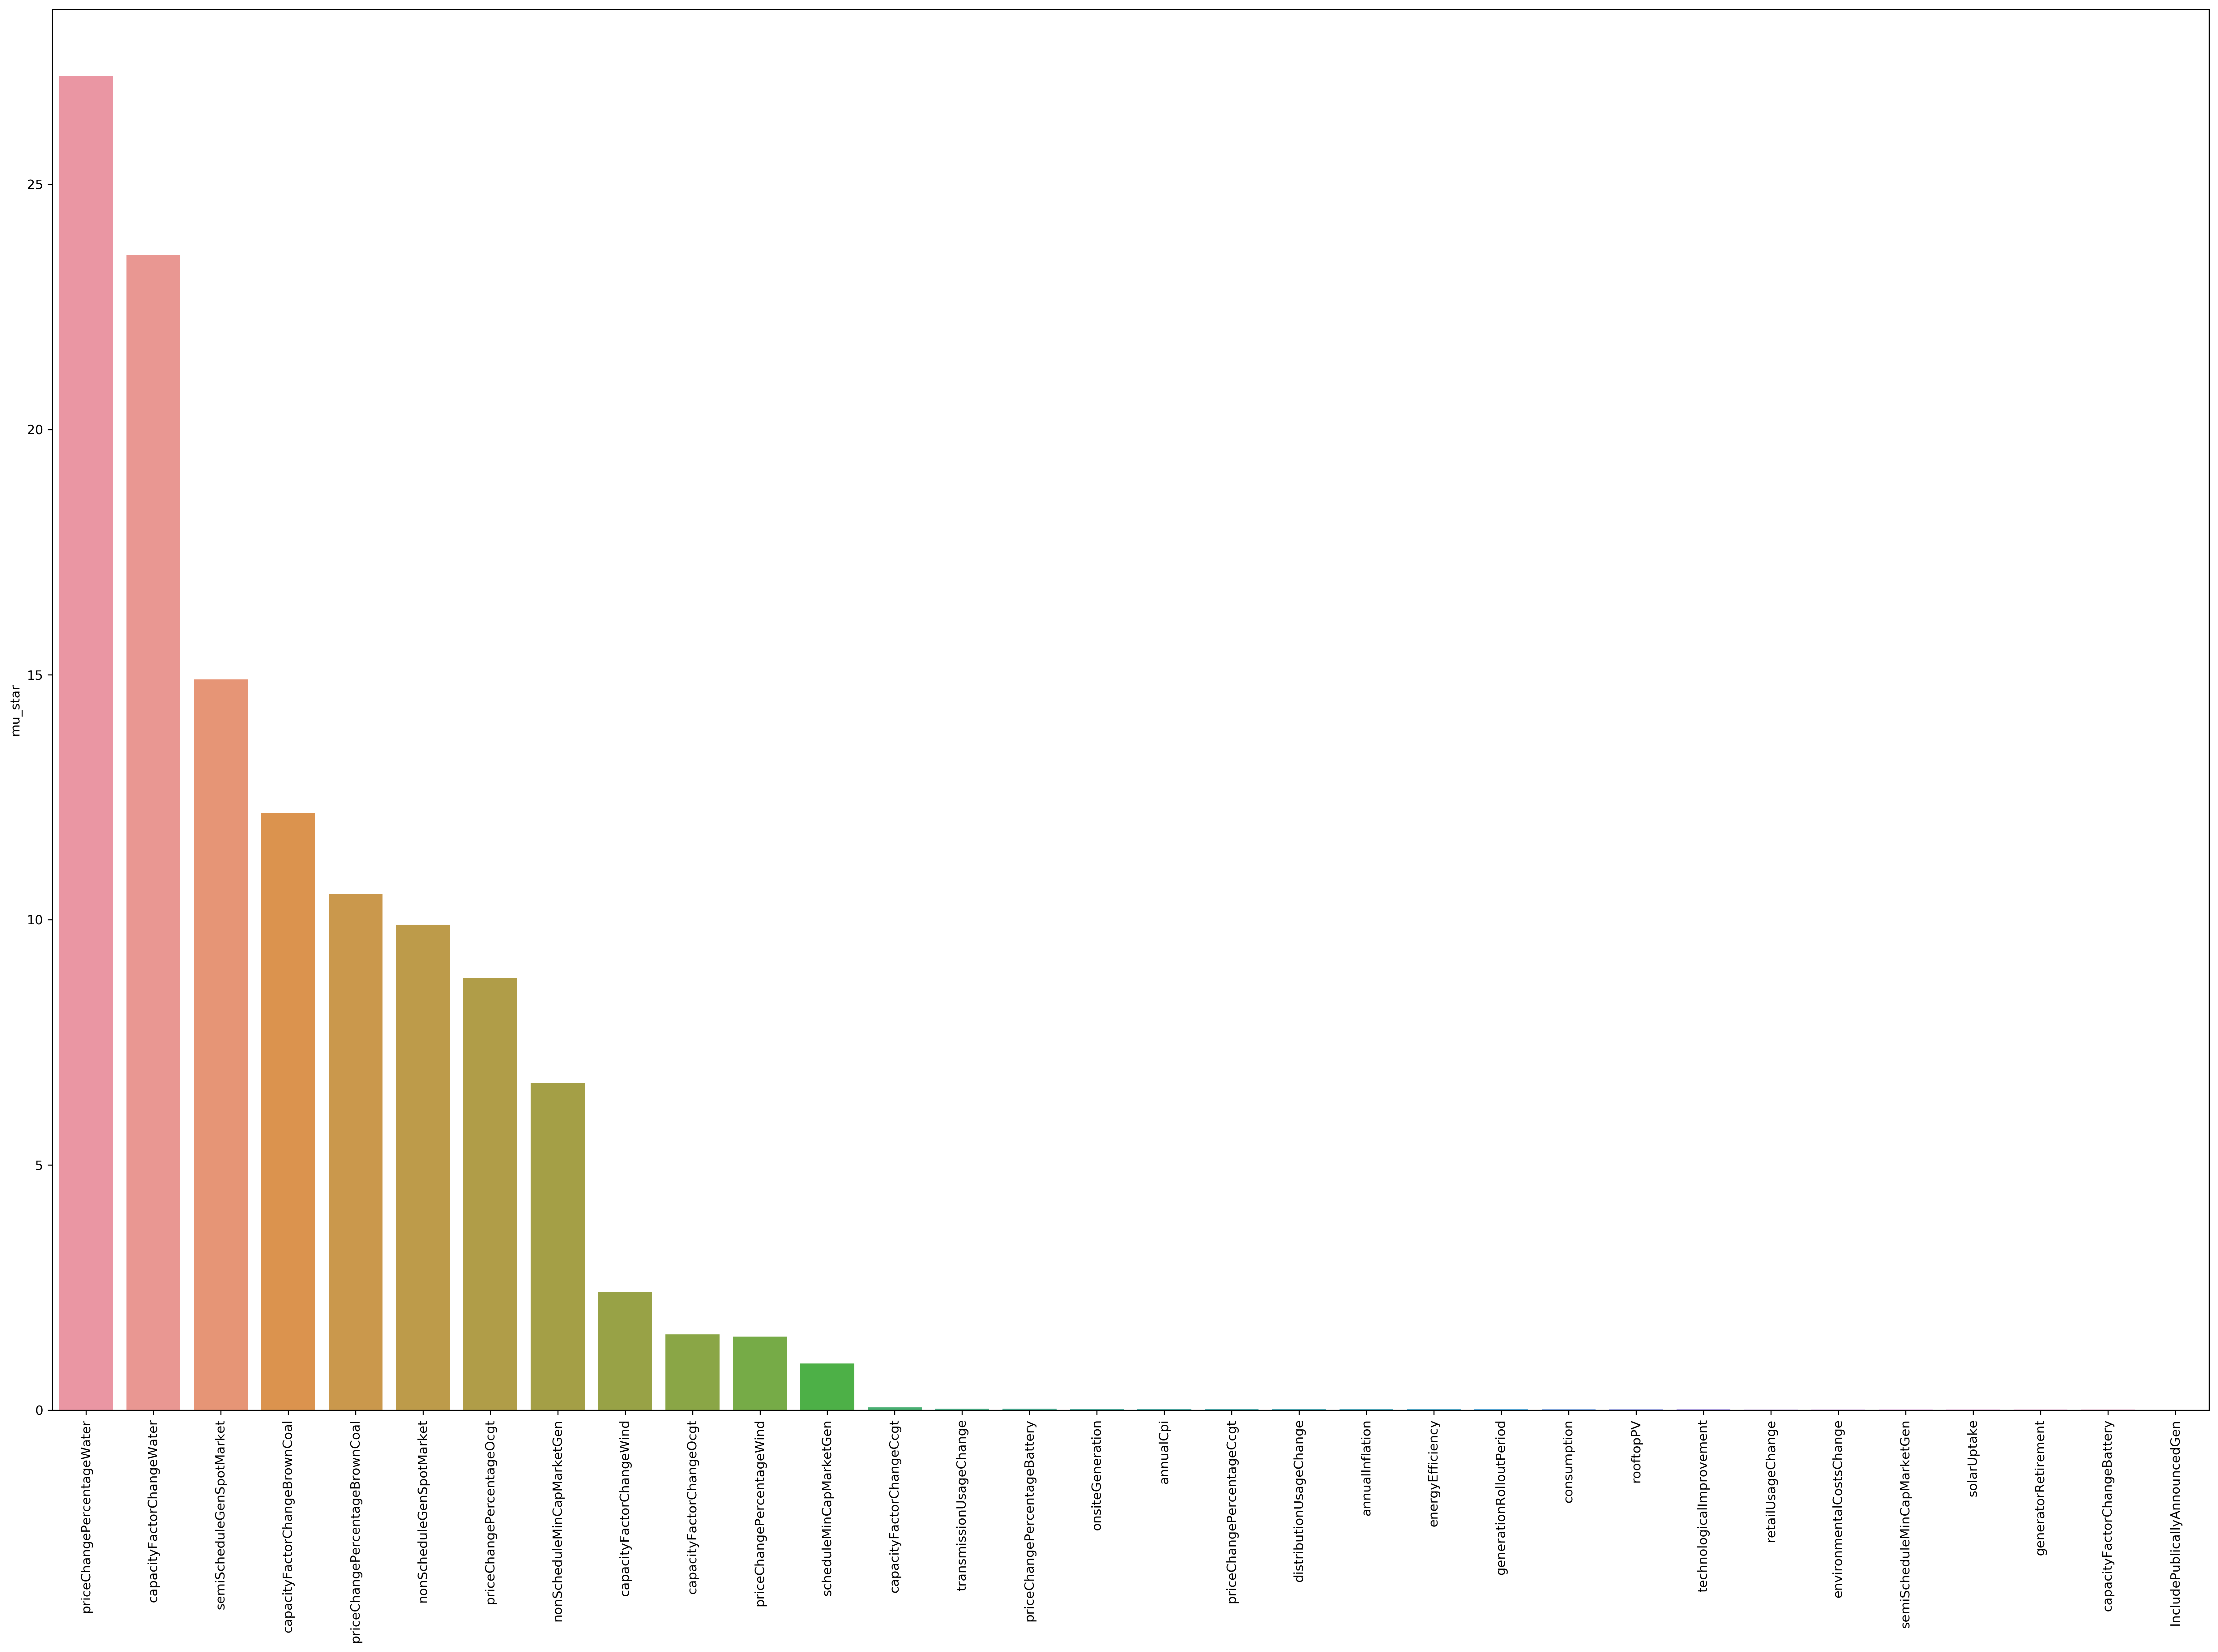 mu_star
25
20
15
10
5
0
priceChangePercentageWater
capacityFactorChangeWater
semiScheduleGenSpotMarket
capacityFactorChangeBrownCoal
priceChangePercentageBrownCoal
nonScheduleGenSpotMarket
priceChangePercentageOcgt
nonScheduleMinCapMarketGen
capacityFactorChangeWind
capacityFactorChangeOcgt
priceChangePercentageWind
scheduleMinCapMarketGen
capacityFactorChangeCcgt
transmissionUsageChange
priceChangePercentageBattery
onsiteGeneration
annualCpi
priceChangePercentageCcgt
distributionUsageChange
annualInflation
energyEfficiency
generationRolloutPeriod
consumption
rooftopPV
technologicalImprovement
retailUsageChange
environmentalCostsChange
semiScheduleMinCapMarketGen
solarUptake
generatorRetirement
capacityFactorChangeBattery
IncludePublicallyAnnouncedGen